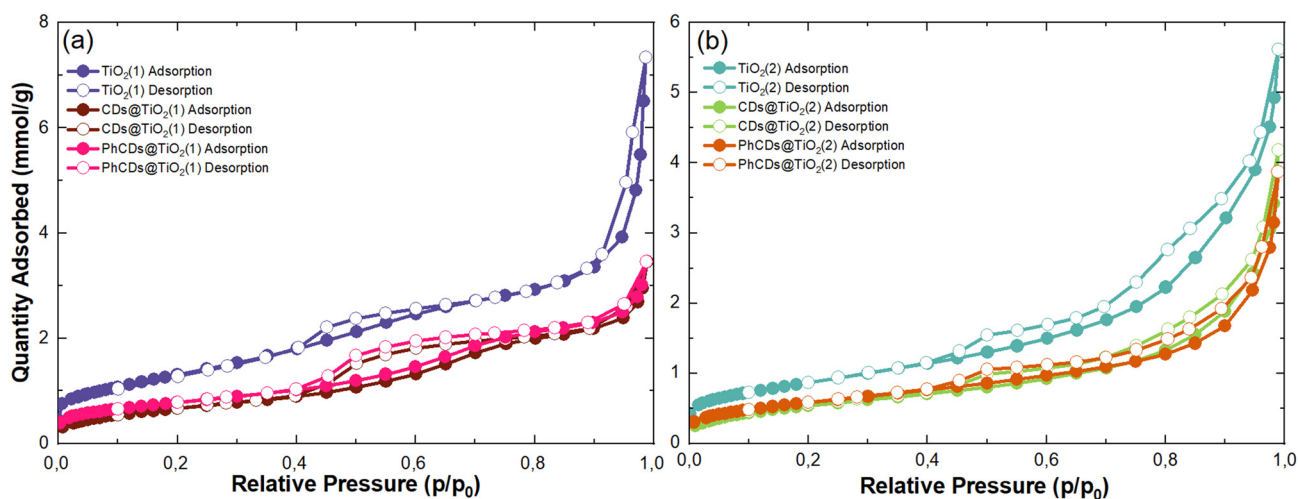 (a)
TiO2(1) Adsorption
TiO2(1) Desorption
CDs@TiO2(1) Adsorption
CDs@TiO2(1) Desorption
PhCDs@TiO2(1) Adsorption
PhCDs@TiO2(1) Desorption
Quantity Adsorbed (mmol/g)
8
6
4
2
0
0,0
0,2
0,4
0,6
0,8
1,0
Relative Pressure (p/p0)
(b)
TiO2(2) Adsorption
TiO2(2) Desorption
CDs@TiO2(2) Adsorption
CDs@TiO2(2) Desorption
PhCDs@TiO2(2) Adsorption
PhCDs@TiO2(2) Desorption
6
5
4
3
2
1
0
0,0
0,2
0,4
0,6
0,8
1,0
Relative Pressure (p/p0)